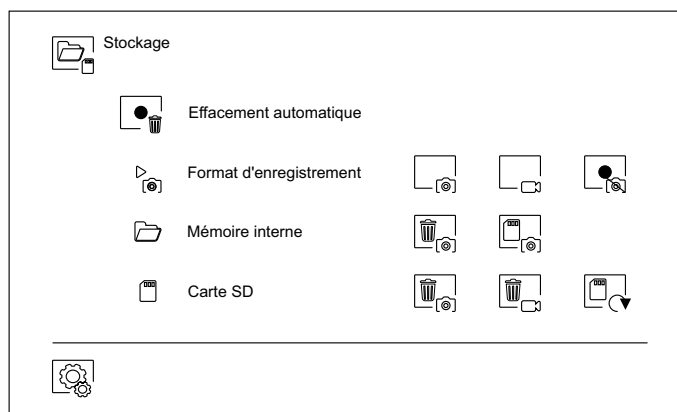 Stockage
Effacement automatique
Format d'enregistrement
Mémoire interne
Carte SD